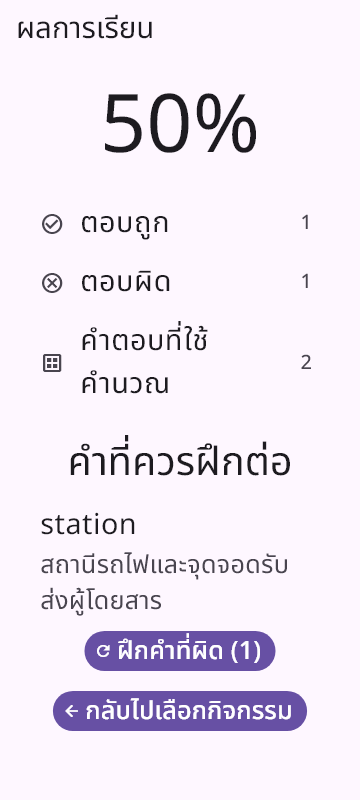 ผลการเรียน
50%
ตอบถูก 1
ตอบผิด 1
คำตอบที่ใช้
คำนวณ 2
คำที่ควรฝึกต่อ
station
สถานีรถไฟและจุดจอดรับ
ส่งผู้โดยสาร
ฝึกคำที่ผิด (1)
กลับไปเลือกกิจกรรม